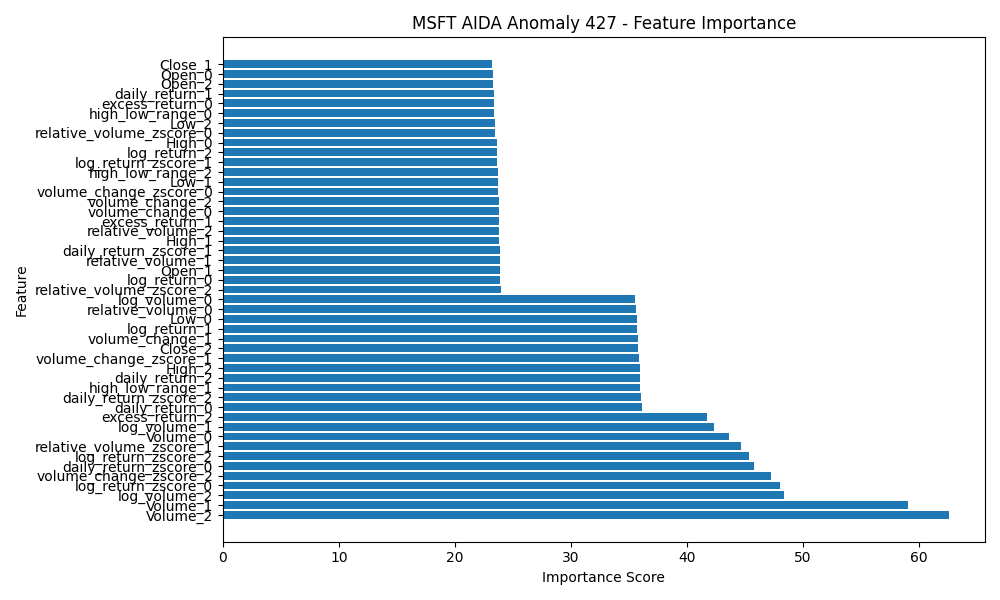 MSFT AIDA Anomaly 427 - Feature Importance
Close_1
Open_0
Open_2
daily_return_1
excess_return_0
high_low_range_0
Low_2
relative_volume_zscore_0
High_0
log_return_2
log_return_zscore_1
high_low_range_2
Low_1
volume_change_zscore_0
volume_change_2
volume_change_0
excess_return_1
relative_volume_2
High_1
daily_return_zscore_1
relative_volume_1
Open_1
log_return_0
relative_volume_zscore_2
log_volume_0
relative_volume_0
Low_0
log_return_1
volume_change_1
Close_2
volume_change_zscore_1
High_2
daily_return_2
high_low_range_1
daily_return_zscore_2
daily_return_0
excess_return_2
log_volume_1
Volume_0
relative_volume_zscore_1
log_return_zscore_2
daily_return_zscore_0
volume_change_zscore_2
log_return_zscore_0
log_volume_2
Volume_1
Volume_2
Feature
0 10 20 30 40 50 60
Importance Score